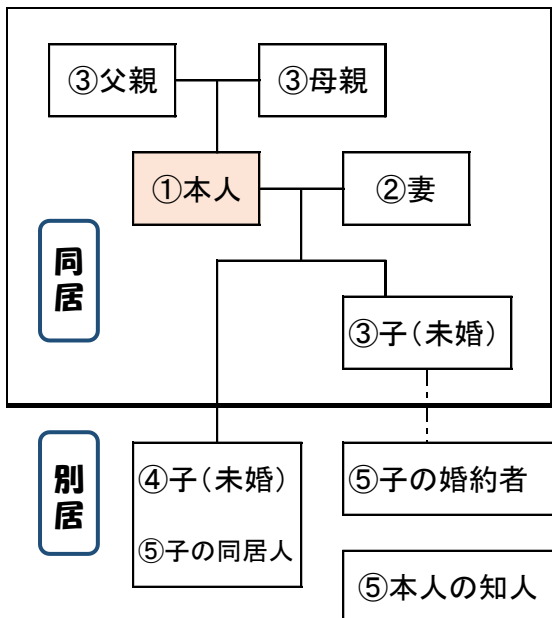 ③父親
③母親
①本人
②妻
同居
③子(未婚)
別居
④子(未婚)
⑤子の同居人
⑤子の婚約者
⑤本人の知人